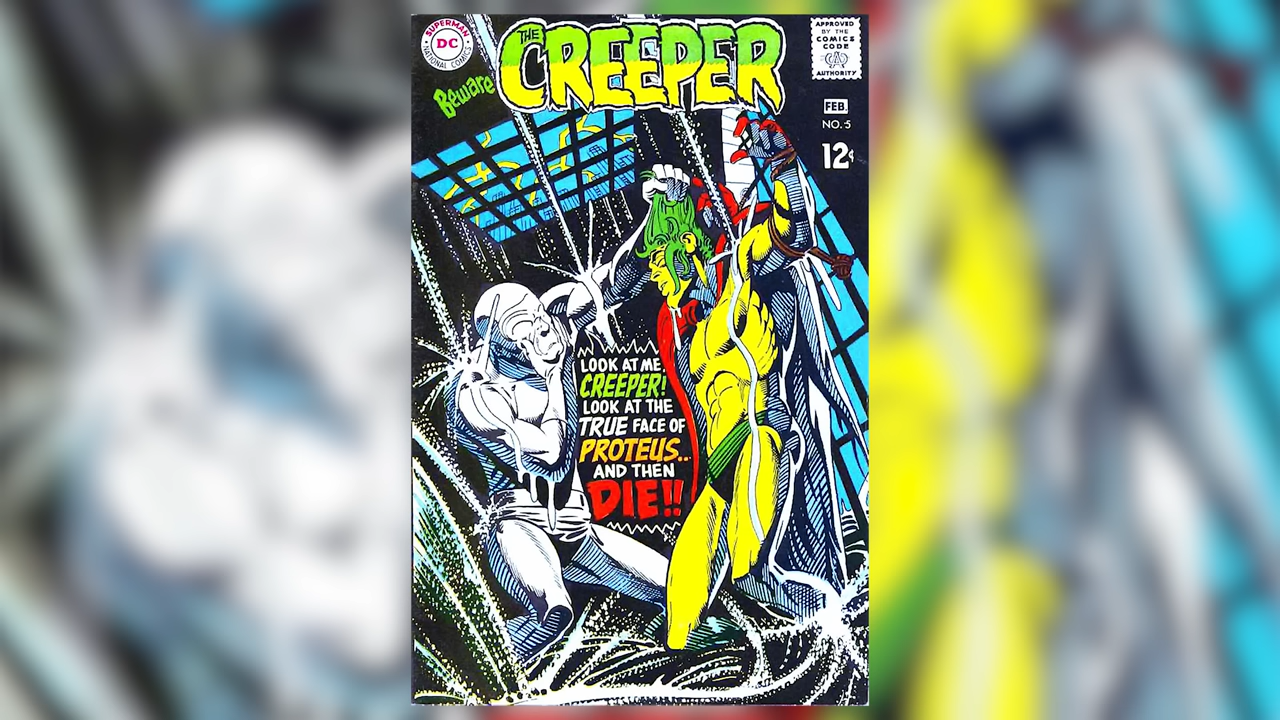 SUPERMAN
DC
NATIONAL COMICS
Beware
THE
CREEPER
APPROVED
BY THE
COMICS
CODE
CA
AUTHORITY
FEB.
NO. 5
12¢
LOOK AT ME
CREEPER!
LOOK AT THE
TRUE FACE OF
PROTEUS..
AND THEN
DIE!!